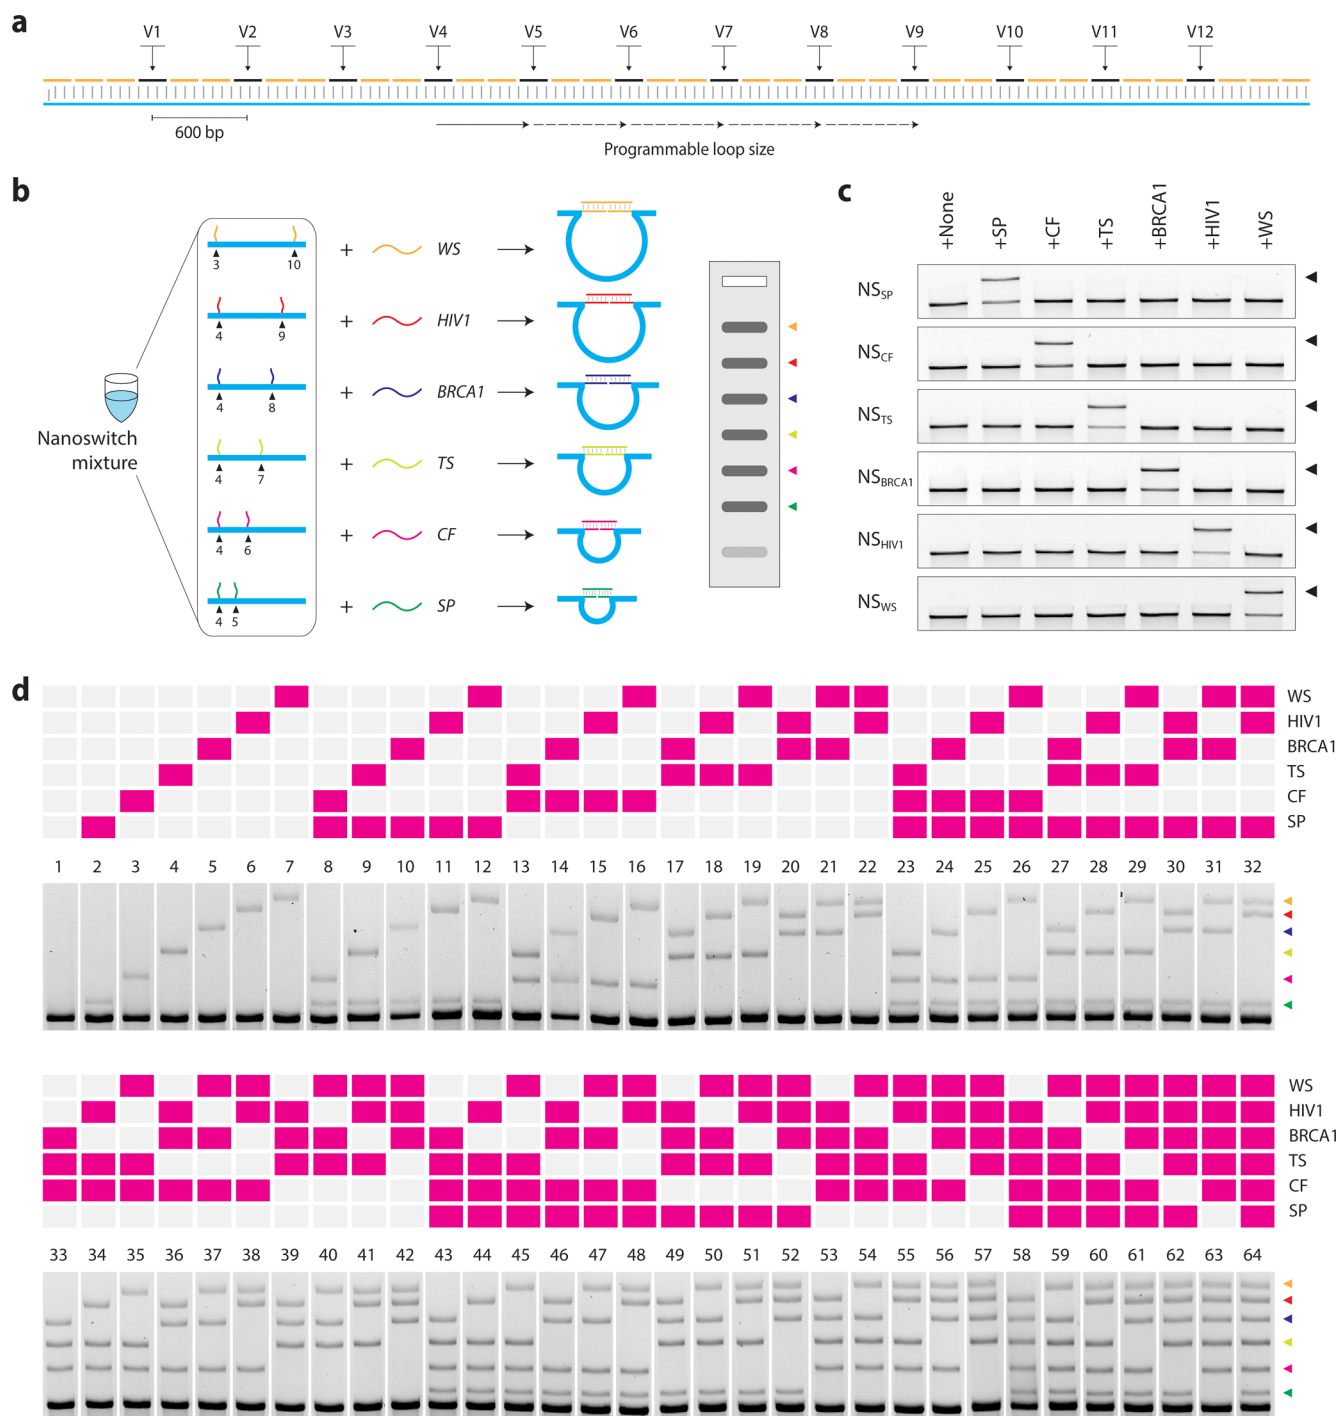 a
V1 V2 V3 V4 V5 V6 V7 V8 V9 V10 V11 V12
600 bp
Programmable loop size
b
Nanoswitch
mixture
3 10
+ WS
4 9
+ HIV1
4 8
+ BRCA1
4 7
+ TS
4 6
+ CF
4 5
+ SP
c
+None +SP +CF +TS +BRCA1 +HIV1 +WS
NSSP
NSCF
NSTS
NSBRCA1
NSHIV1
NSWS
d
WS
HIV1
BRCA1
TS
CF
SP
1 2 3 4 5 6 7 8 9 10 11 12 13 14 15 16 17 18 19 20 21 22 23 24 25 26 27 28 29 30 31 32
WS
HIV1
BRCA1
TS
CF
SP
33 34 35 36 37 38 39 40 41 42 43 44 45 46 47 48 49 50 51 52 53 54 55 56 57 58 59 60 61 62 63 64